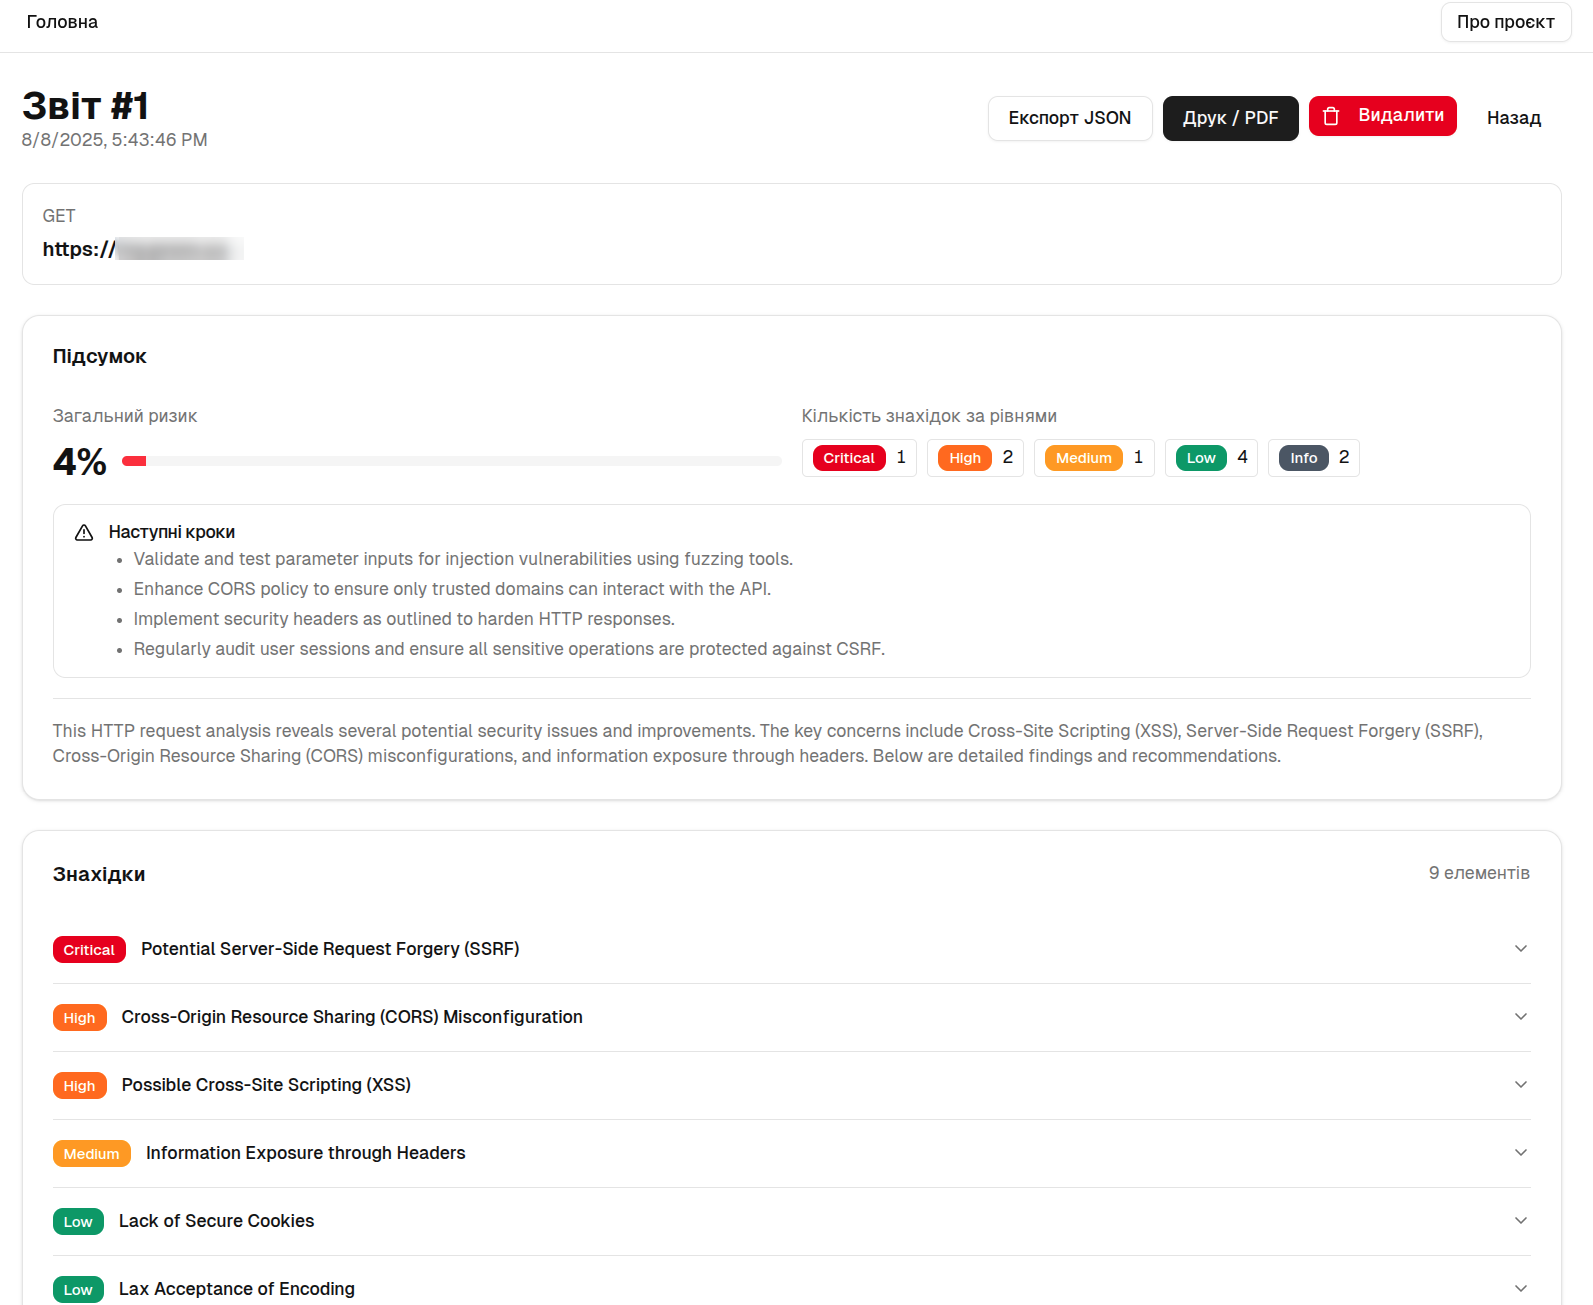 Головна
Про проєкт
Звіт #1
8/8/2025, 5:43:46 PM
Експорт JSON
Друк / PDF
Видалити
Назад
GET
https://
Підсумок
Загальний ризик
Кількість знахідок за рівнями
4%
Critical 1
High 2
Medium 1
Low 4
Info 2
Наступні кроки
• Validate and test parameter inputs for injection vulnerabilities using fuzzing tools.
• Enhance CORS policy to ensure only trusted domains can interact with the API.
• Implement security headers as outlined to harden HTTP responses.
• Regularly audit user sessions and ensure all sensitive operations are protected against CSRF.
This HTTP request analysis reveals several potential security issues and improvements. The key concerns include Cross-Site Scripting (XSS), Server-Side Request Forgery (SSRF),
Cross-Origin Resource Sharing (CORS) misconfigurations, and information exposure through headers. Below are detailed findings and recommendations.
Знахідки
9 елементів
Critical Potential Server-Side Request Forgery (SSRF)
High Cross-Origin Resource Sharing (CORS) Misconfiguration
High Possible Cross-Site Scripting (XSS)
Medium Information Exposure through Headers
Low Lack of Secure Cookies
Low Lax Acceptance of Encoding